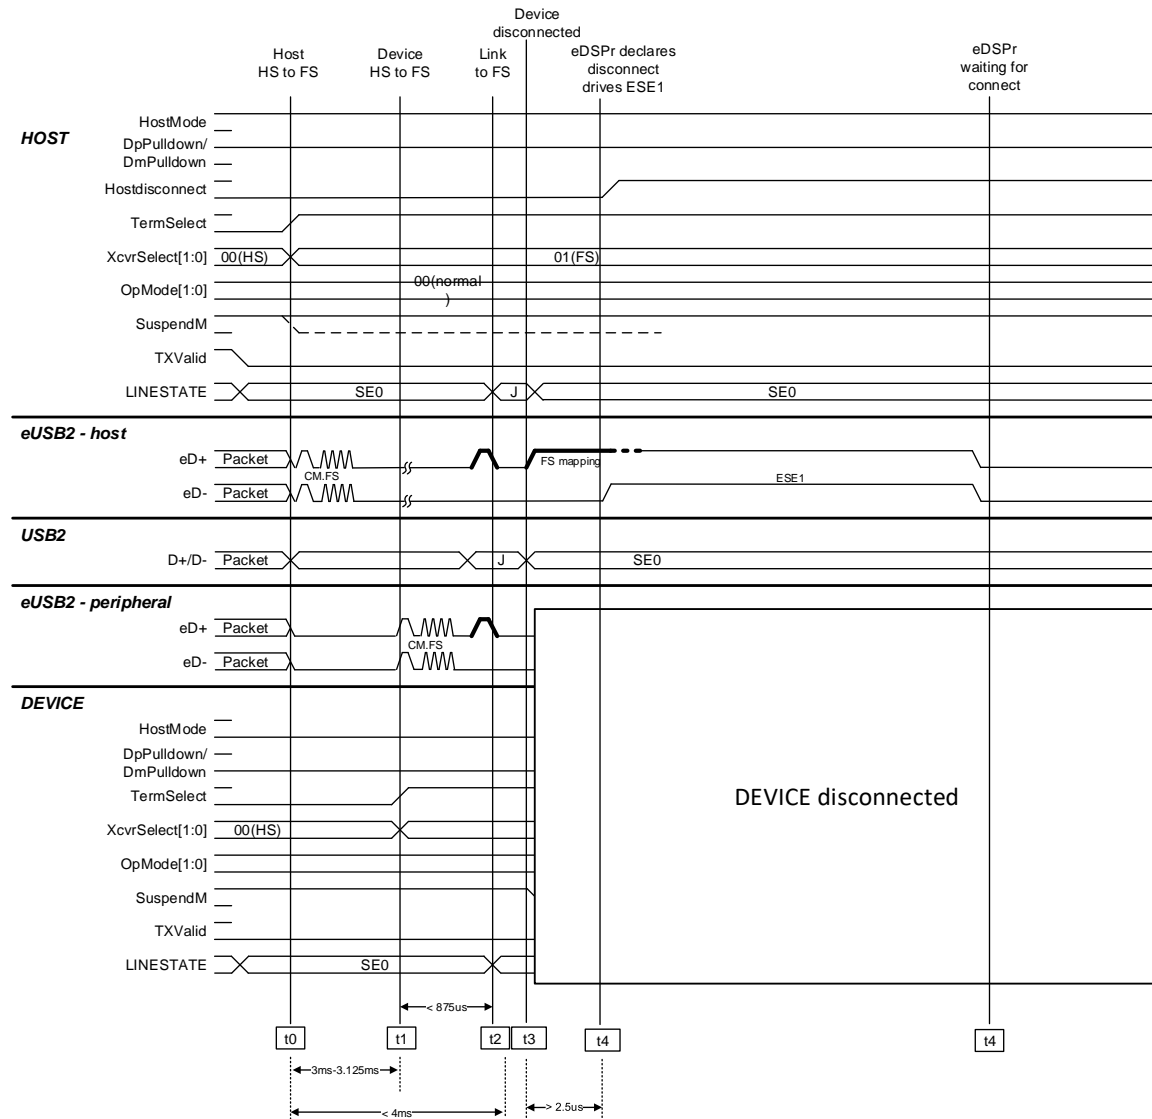 Device
disconnected
Host
HS to FS
Device
HS to FS
Link
to FS
eDSPr declares
disconnect
drives ESE1
eDSPr
waiting for
connect
HOST
HostMode
DpPulldown/
DmPulldown
Hostdisconnect
TermSelect
XcvrSelect[1:0] 00(HS) 01(FS)
OpMode[1:0] 00(normal
)
SuspendM
TXValid
LINESTATE SE0 J SE0
eUSB2 - host
eD+ Packet FS mapping
CM.FS
eD- Packet ESE1
USB2
D+/D- Packet J SE0
eUSB2 - peripheral
eD+ Packet
CM.FS
eD- Packet
DEVICE
HostMode
DpPulldown/
DmPulldown
TermSelect
DEVICE disconnected
XcvrSelect[1:0] 00(HS)
OpMode[1:0]
SuspendM
TXValid
LINESTATE SE0
< 875us
t0 t1 t2 t3 t4 t4
3ms-3.125ms
< 4ms
> 2.5us